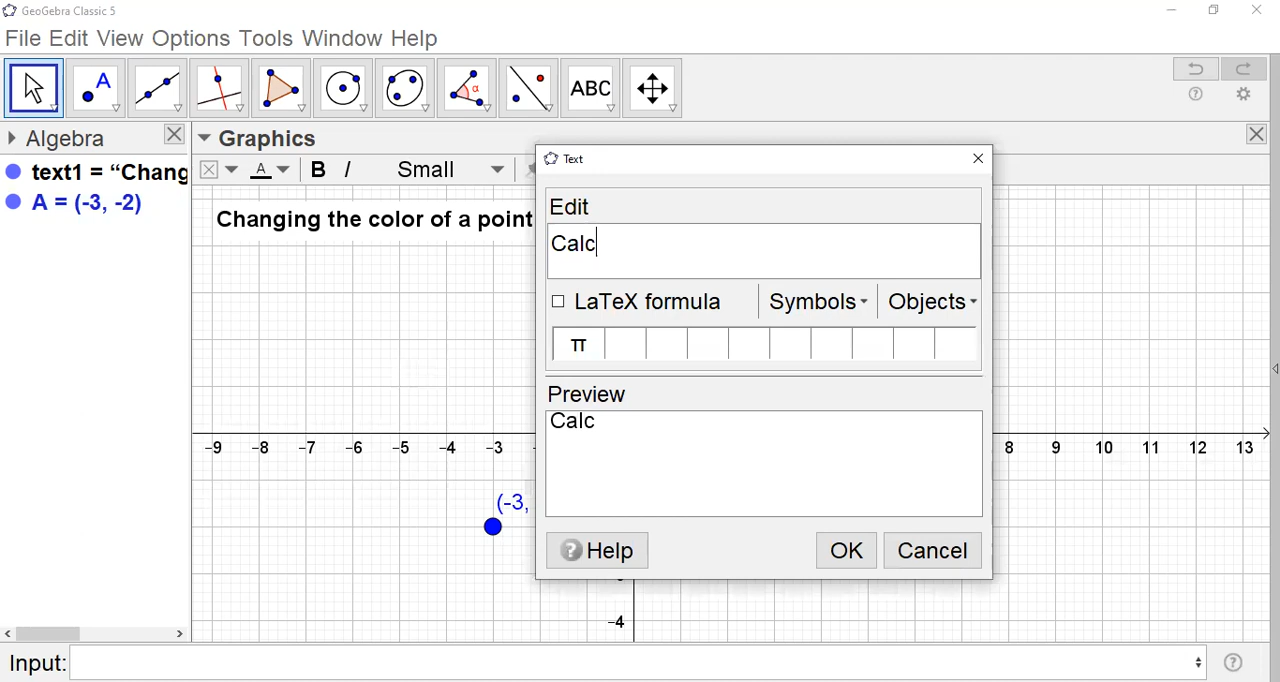 GeoGebra Classic 5
File Edit View Options Tools Window Help
A
α
ABC
Algebra
Graphics
A B I Small
text1 = “Chang
A = (-3, -2)
Changing the color of a point
Text
Edit
Calc
LaTeX formula Symbols Objects
π
Preview
Calc
Help OK Cancel
-9 -8 -7 -6 -5 -4 -3 8 9 10 11 12 13
(-3,
-4
Input: